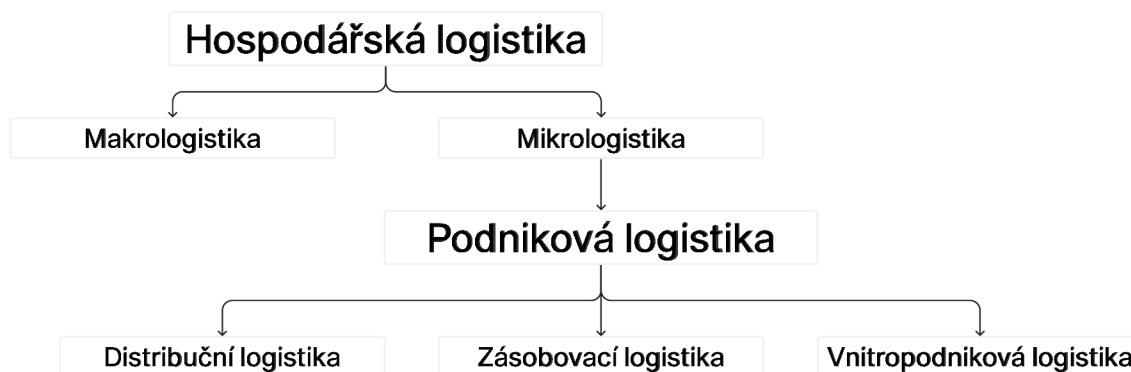 Hospodářská logistika
Makrologistika
Mikrologistika
Podniková logistika
Distribuční logistika
Zásobovací logistika
Vnitropodniková logistika